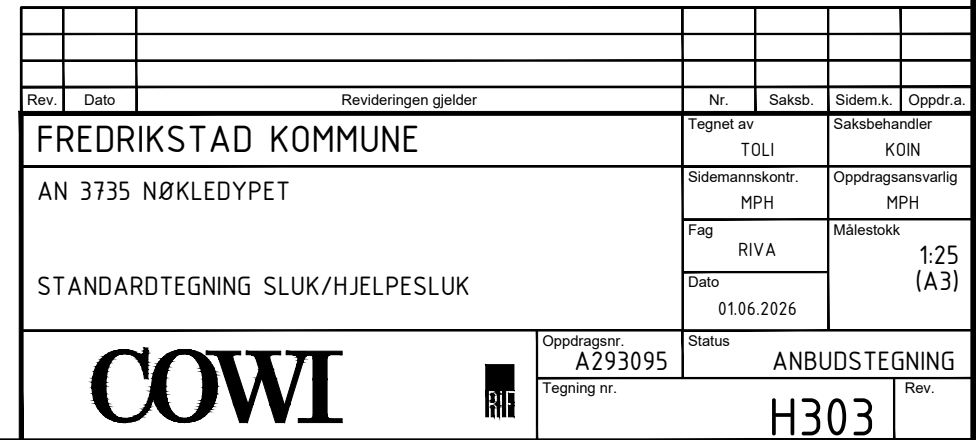 Rev. Dato Revideringen gjelder Nr. Saksb. Sidem.k. Oppdr.a.
FREDRIKSTAD KOMMUNE
Tegnet av
TOLI
Saksbehandler
KOIN
AN 3735 NØKLEDYPET
Sidemannskontr.
MPH
Oppdragsansvarlig
MPH
Fag
RIVA
Målestokk
1:25
(A3)
STANDARDTEGNING SLUK/HJELPESLUK
Dato
01.06.2026
COWI
RIF
Oppdragsnr.
A293095
Status
ANBUDSTEGNING
Tegning nr.
H303
Rev.